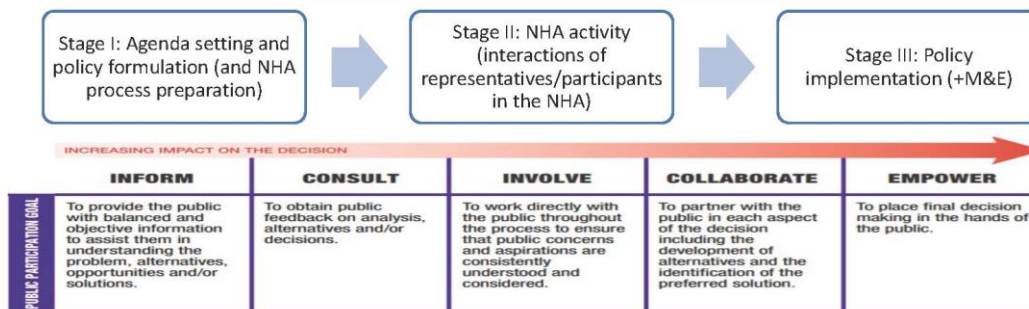 Stage I: Agenda setting and
policy formulation (and NHA
process preparation)
Stage II: NHA activity
(interactions of
representatives/participants
in the NHA)
Stage III: Policy
implementation (+M&E)
INCREASING IMPACT ON THE DECISION
INFORM
CONSULT
INVOLVE
COLLABORATE
EMPOWER
PUBLIC PARTICIPATION GOAL
To provide the public
with balanced and
objective information
to assist them in
understanding the
problem, alternatives,
opportunities and/or
solutions.
To obtain public
feedback on analysis,
alternatives and/or
decisions.
To work directly with
the public throughout
the process to ensure
that public concerns
and aspirations are
consistently
understood and
considered.
To partner with the
public in each aspect
of the decision
including the
development of
alternatives and the
identification of the
preferred solution.
To place final decision
making in the hands of
the public.